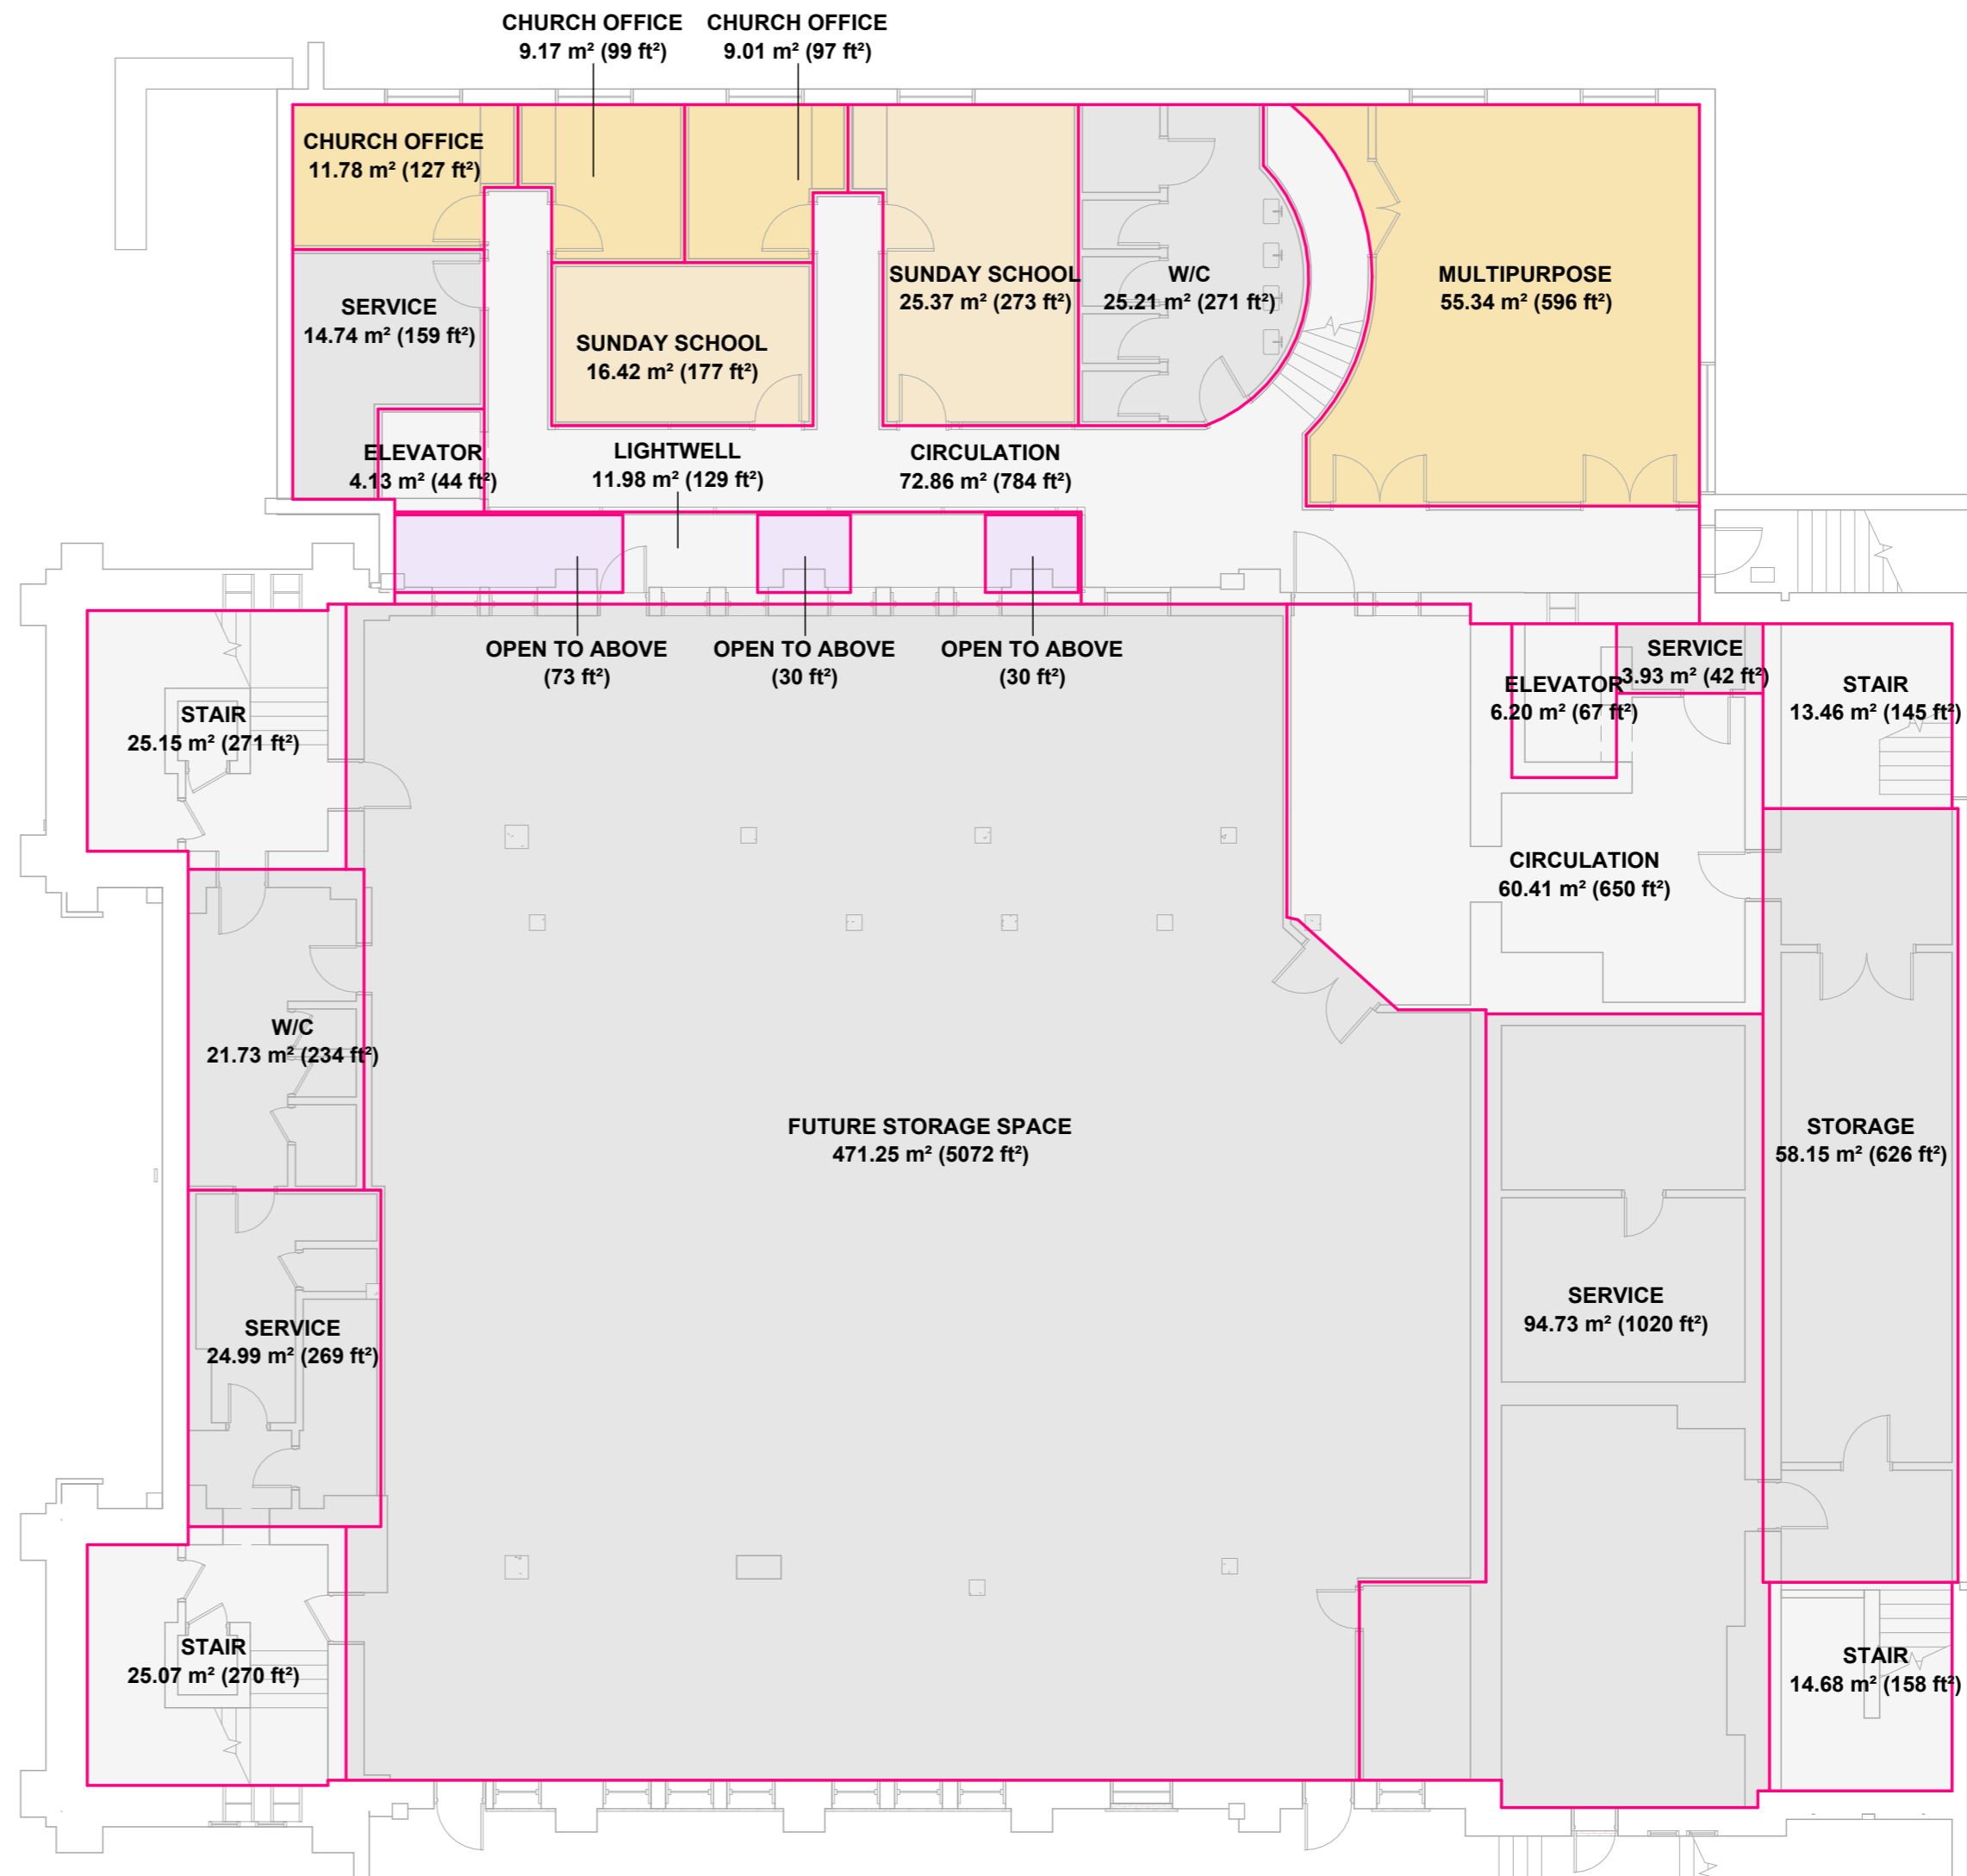 CHURCH OFFICE
9.17 m² (99 ft²)
CHURCH OFFICE
9.01 m² (97 ft²)
CHURCH OFFICE
11.78 m² (127 ft²)
SERVICE
14.74 m² (159 ft²)
SUNDAY SCHOOL
16.42 m² (177 ft²)
SUNDAY SCHOOL
25.37 m² (273 ft²)
W/C
25.21 m² (271 ft²)
MULTIPURPOSE
55.34 m² (596 ft²)
ELEVATOR
4.13 m² (44 ft²)
LIGHTWELL
11.98 m² (129 ft²)
CIRCULATION
72.86 m² (784 ft²)
OPEN TO ABOVE
(73 ft²)
OPEN TO ABOVE
(30 ft²)
OPEN TO ABOVE
(30 ft²)
SERVICE
3.93 m² (42 ft²)
ELEVATOR
6.20 m² (67 ft²)
STAIR
13.46 m² (145 ft²)
STAIR
25.15 m² (271 ft²)
CIRCULATION
60.41 m² (650 ft²)
W/C
21.73 m² (234 ft²)
FUTURE STORAGE SPACE
471.25 m² (5072 ft²)
STORAGE
58.15 m² (626 ft²)
SERVICE
94.73 m² (1020 ft²)
SERVICE
24.99 m² (269 ft²)
STAIR
25.07 m² (270 ft²)
STAIR
14.68 m² (158 ft²)